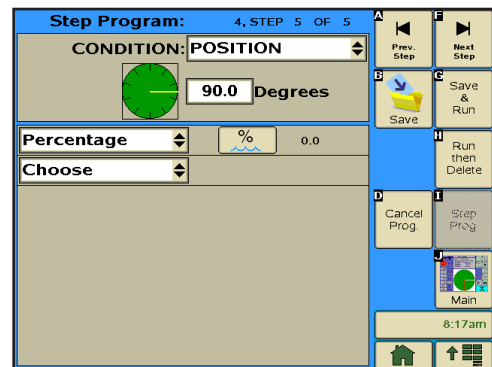 Step Program: 4, STEP 5 OF 5
CONDITION: POSITION
90.0 Degrees
Percentage % 0.0
Choose
A
Prev.
Step
F
Next
Step
B
Save
G
Save
&
Run
H
Run
then
Delete
D
Cancel
Prog.
I
Step
Prog
J
Main
8:17am